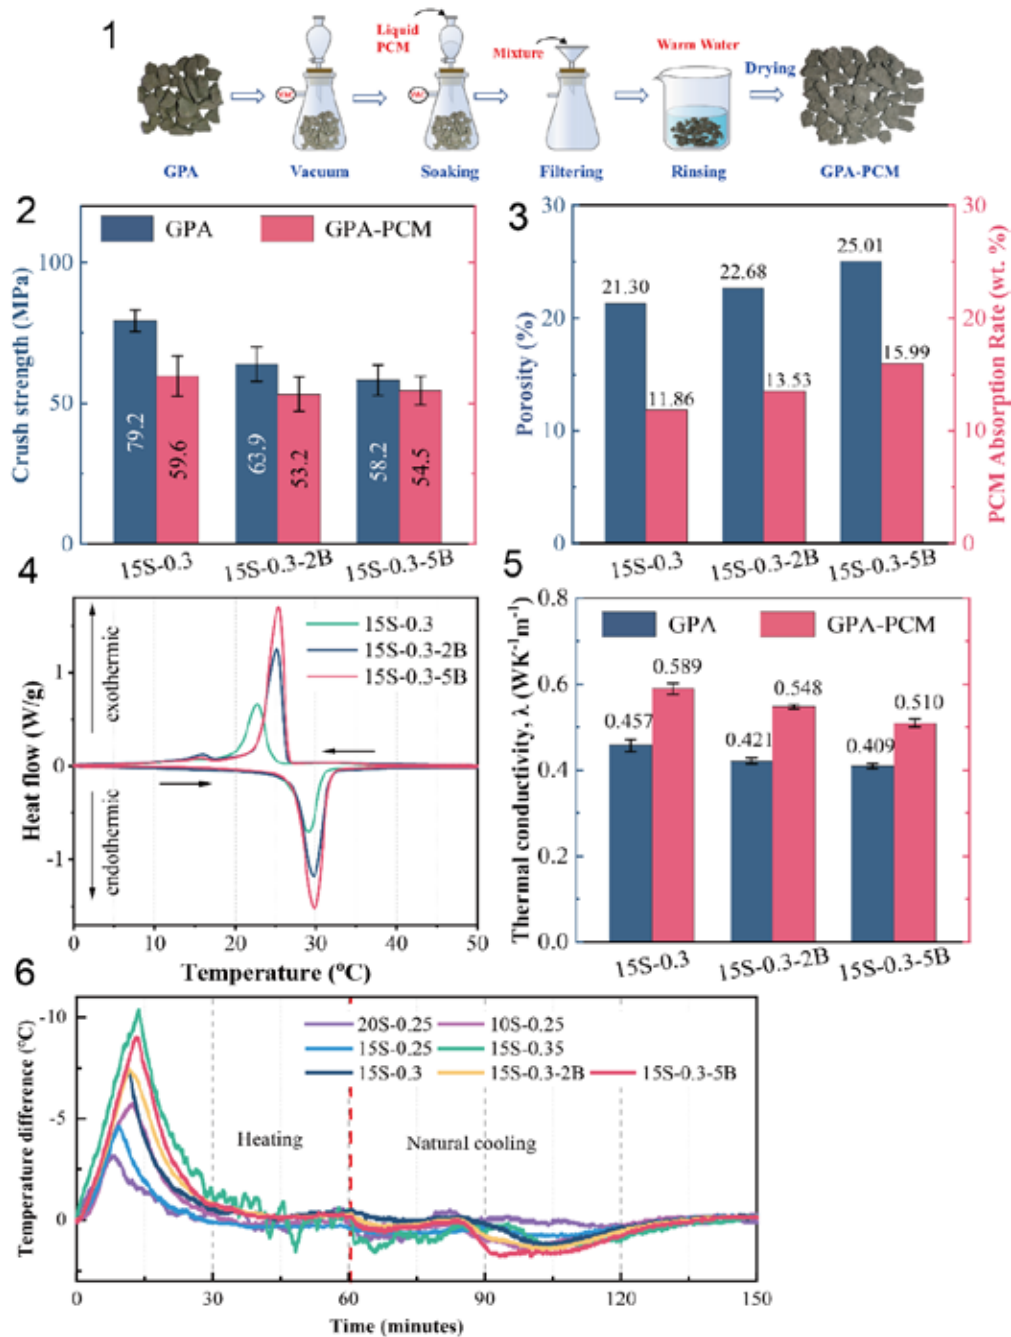 1
Liquid
PCM
Mixture
Warm Water
Drying
VAC
VAC
GPA
Vacuum
Soaking
Filtering
Rinsing
GPA-PCM
2
GPA
GPA-PCM
Crush strength (MPa)
100
50
0
79.2
59.6
63.9
53.2
58.2
54.5
15S-0.3
15S-0.3-2B
15S-0.3-5B
3
Porosity (%)
30
20
10
0
21.30
11.86
22.68
13.53
25.01
15.99
30
20
10
0
PCM Absorption Rate (wt. %)
15S-0.3
15S-0.3-2B
15S-0.3-5B
4
Heat flow (W/g)
exothermic
endothermic
1
0
-1
15S-0.3
15S-0.3-2B
15S-0.3-5B
0
10
20
30
40
50
Temperature (ºC)
5
Thermal conductivity, λ (WK⁻¹m⁻¹)
0.8
0.6
0.4
0.2
0.0
GPA
GPA-PCM
0.457
0.589
0.421
0.548
0.409
0.510
15S-0.3
15S-0.3-2B
15S-0.3-5B
6
Temperature difference (℃)
-10
-5
0
20S-0.25
10S-0.25
15S-0.25
15S-0.35
15S-0.3
15S-0.3-2B
15S-0.3-5B
Heating
Natural cooling
0
30
60
90
120
150
Time (minutes)